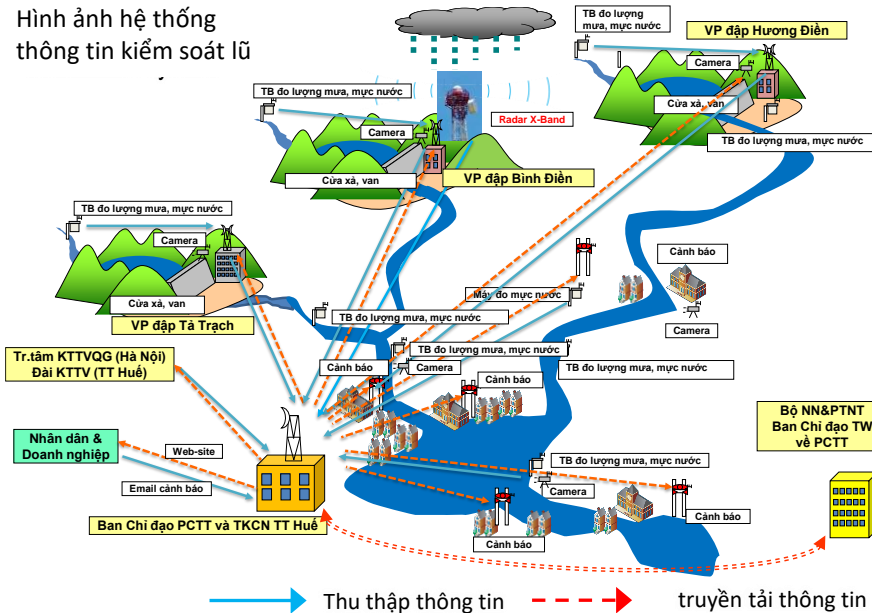 Hình ảnh hệ thống
thông tin kiểm soát lũ
TB đo lượng
mưa, mực nước
VP đập Hương Điền
Camera
TB đo lượng mưa, mực nước
Radar X-Band
Camera
Cửa xả, van
TB đo lượng mưa, mực nước
Cửa xả, van
VP đập Bình Điền
TB đo lượng mưa, mực nước
Camera
Cảnh báo
Cửa xả, van
Máy đo mực nước
Camera
VP đập Tả Trạch
TB đo lượng mưa, mực nước
TB đo lượng mưa, mực nước
Tr.tâm KTTVQG (Hà Nội)
Đài KTTV (TT Huế)
Cảnh báo
Camera
TB đo lượng mưa, mực nước
Cảnh báo
Bộ NN&PTNT
Ban Chỉ đạo TW
về PCTT
Nhân dân &
Doanh nghiệp
Web-site
TB đo lượng mưa, mực nước
Email cảnh báo
Camera
Cảnh báo
Ban Chỉ đạo PCTT và TKCN TT Huế
Cảnh báo
Thu thập thông tin
truyền tải thông tin